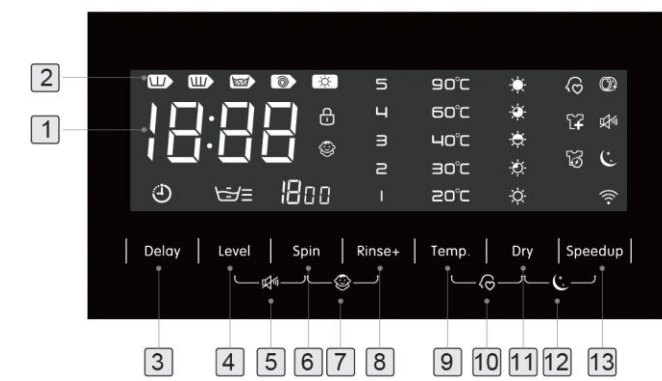 2
5 90°C
1 18:88 4 60°C
3 40°C
2 30°C
1800 1 20°C
Delay Level Spin Rinse+ Temp. Dry Speedup
3 4 5 6 7 8 9 10 11 12 13